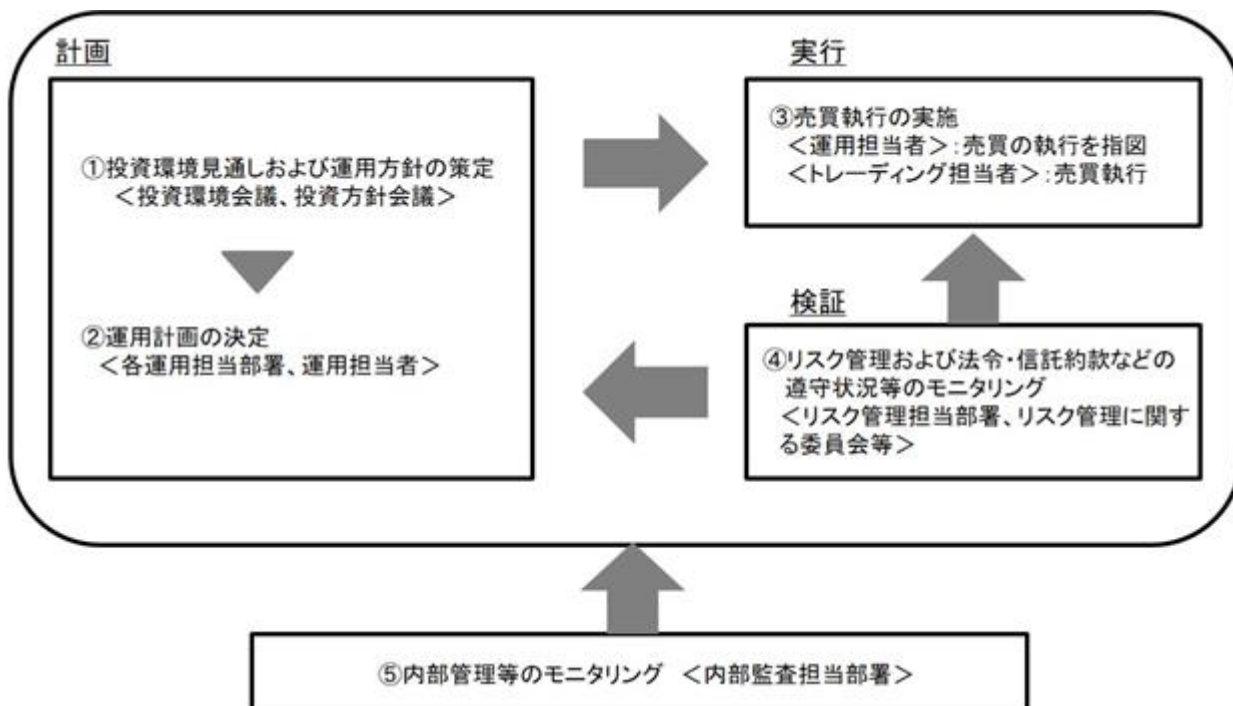 計画
①投資環境見通しおよび運用方針の策定
＜投資環境会議、投資方針会議＞
②運用計画の決定
＜各運用担当部署、運用担当者＞
実行
③売買執行の実施
＜運用担当者＞：売買の執行を指図
＜トレーディング担当者＞：売買執行
検証
④リスク管理および法令・信託約款などの
遵守状況等のモニタリング
＜リスク管理担当部署、リスク管理に関す
る委員会等＞
⑤内部管理等のモニタリング　＜内部監査担当部署＞